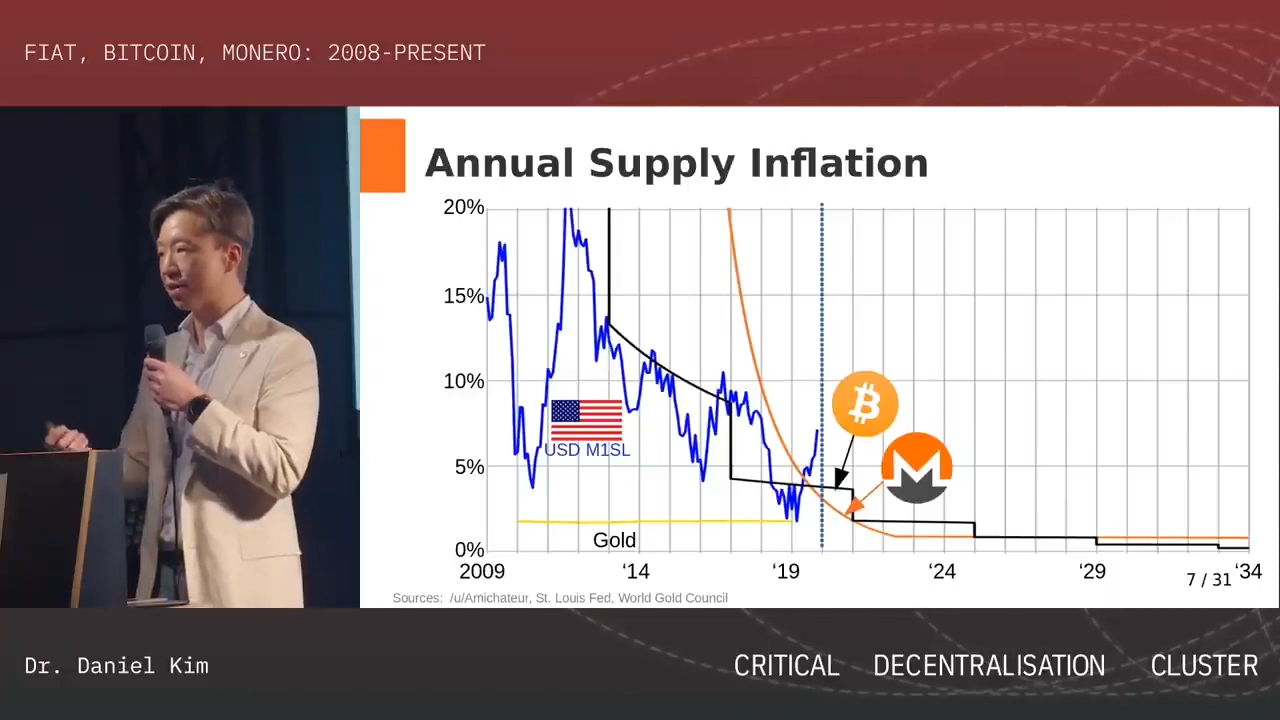 FIAT, BITCOIN, MONERO: 2008-PRESENT
Annual Supply Inflation
20%
15%
10%
5%
0%
USD M1SL
Gold
2009
‘14
‘19
‘24
‘29
‘34
7 / 31
Sources: /u/Amichateur, St. Louis Fed, World Gold Council
Dr. Daniel Kim
CRITICAL DECENTRALISATION CLUSTER